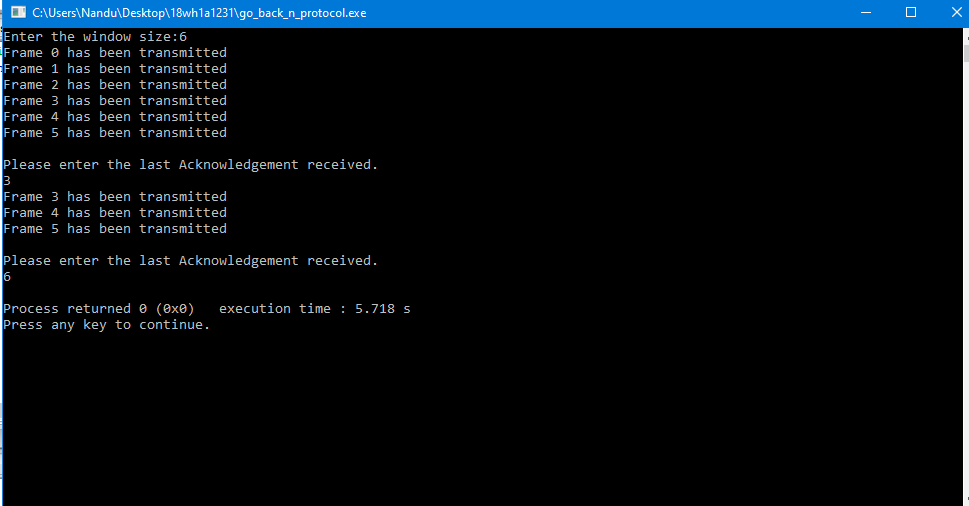 C:\Users\Nandu\Desktop\18wh1a1231\go_back_n_protocol.exe
Enter the window size:6
Frame 0 has been transmitted
Frame 1 has been transmitted
Frame 2 has been transmitted
Frame 3 has been transmitted
Frame 4 has been transmitted
Frame 5 has been transmitted
Please enter the last Acknowledgement received.
3
Frame 3 has been transmitted
Frame 4 has been transmitted
Frame 5 has been transmitted
Please enter the last Acknowledgement received.
6
Process returned 0 (0x0)   execution time : 5.718 s
Press any key to continue.